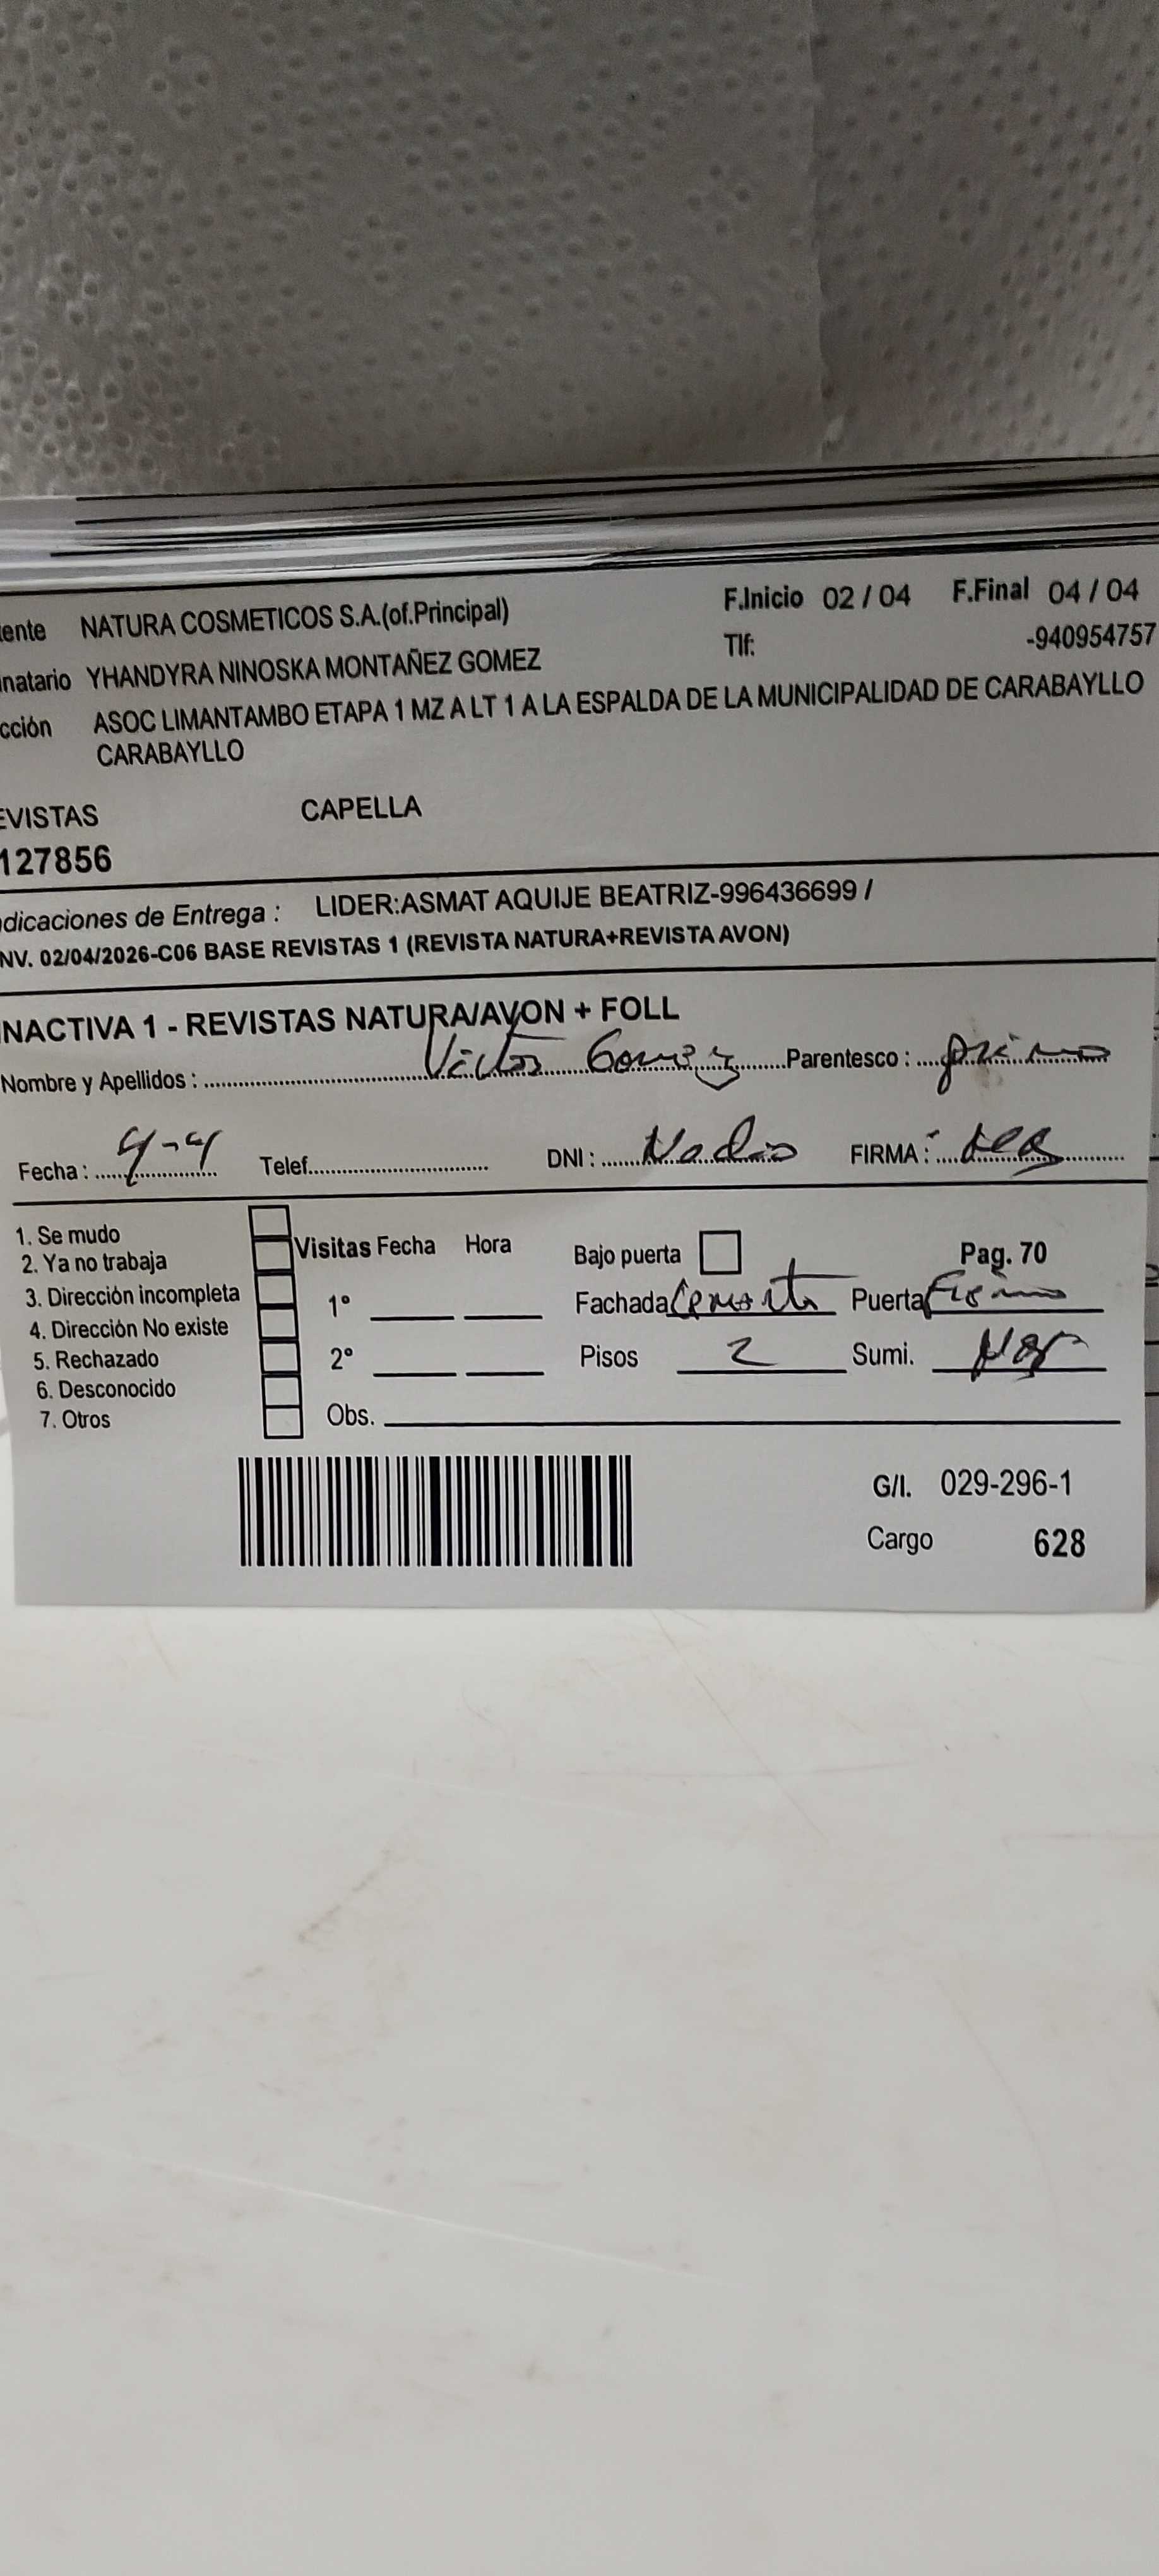 ente NATURA COSMETICOS S.A.(of.Principal) F.Inicio 02 / 04 F.Final 04 / 04
Tlf: -940954757
natario YHANDYRA NINOSKA MONTAÑEZ GOMEZ
cción ASOC LIMANTAMBO ETAPA 1 MZ A LT 1 A LA ESPALDA DE LA MUNICIPALIDAD DE CARABAYLLO
CARABAYLLO
EVISTAS CAPELLA
127856
dicaciones de Entrega : LIDER:ASMAT AQUIJE BEATRIZ-996436699 /
NV. 02/04/2026-C06 BASE REVISTAS 1 (REVISTA NATURA+REVISTA AVON)
NACTIVA 1 - REVISTAS NATURA/AVON + FOLL
Nombre y Apellidos : Victor Gomez Parentesco : primo
Fecha : 4-4 Telef. DNI : FIRMA :
1. Se mudo
2. Ya no trabaja
3. Dirección incompleta
4. Dirección No existe
5. Rechazado
6. Desconocido
7. Otros
Visitas Fecha Hora
1°
2°
Obs.
Bajo puerta Pag. 70
Fachada Puerta
Pisos 2 Sumi.
G/I. 029-296-1
Cargo 628